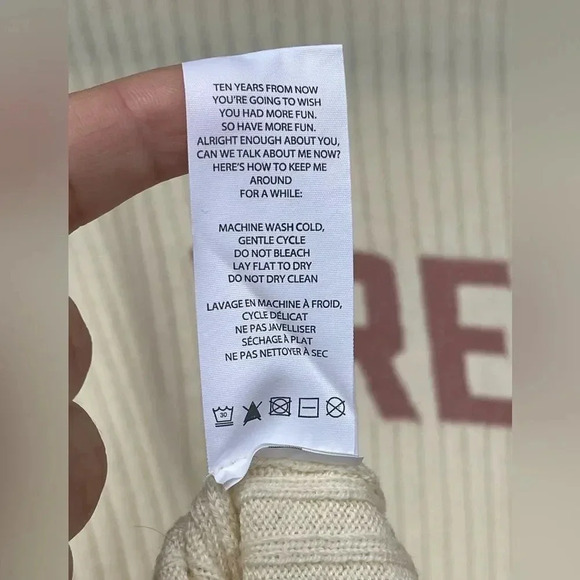 TEN YEARS FROM NOW
YOU'RE GOING TO WISH
YOU HAD MORE FUN.
SO HAVE MORE FUN.
ALRIGHT ENOUGH ABOUT YOU,
CAN WE TALK ABOUT ME NOW?
HERE'S HOW TO KEEP ME
AROUND
FOR A WHILE:
MACHINE WASH COLD,
GENTLE CYCLE
DO NOT BLEACH
LAY FLAT TO DRY
DO NOT DRY CLEAN
LAVAGE EN MACHINE À FROID,
CYCLE DÉLICAT
NE PAS JAVELLISER
SÉCHAGE À PLAT
NE PAS NETTOYER À SEC
30
RE